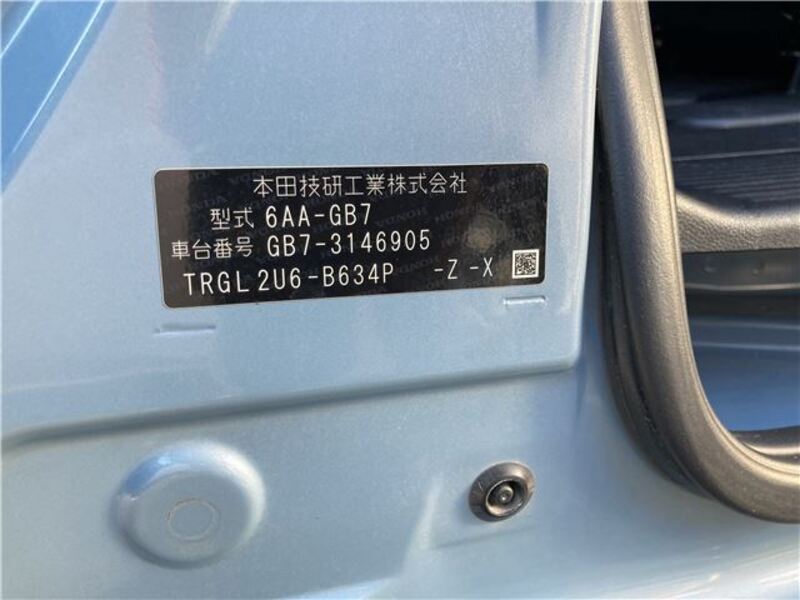 本田技研工業株式会社
型式 6AA-GB7
車台番号 GB7-3146905
TRGL 2U6-B634P -Z -X